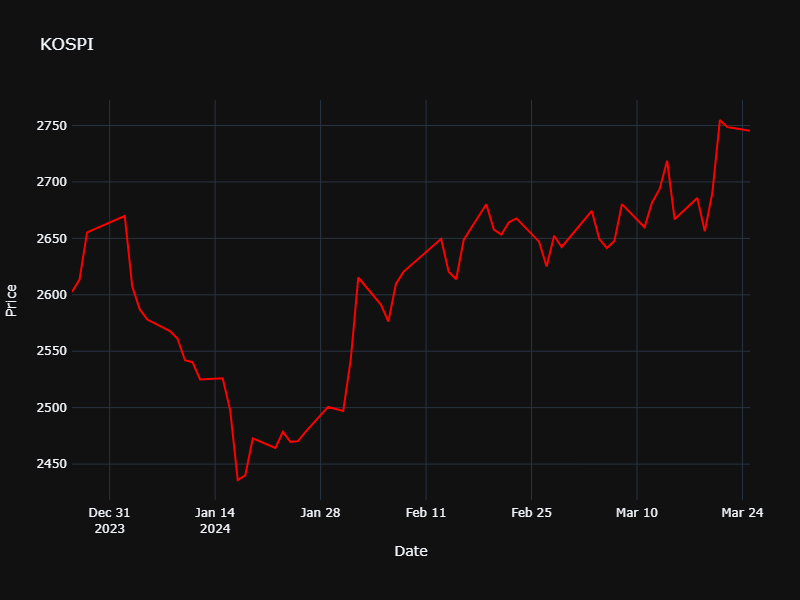 KOSPI
Price
2750
2700
2650
2600
2550
2500
2450
Dec 31
2023
Jan 14
2024
Jan 28
Feb 11
Feb 25
Mar 10
Mar 24
Date